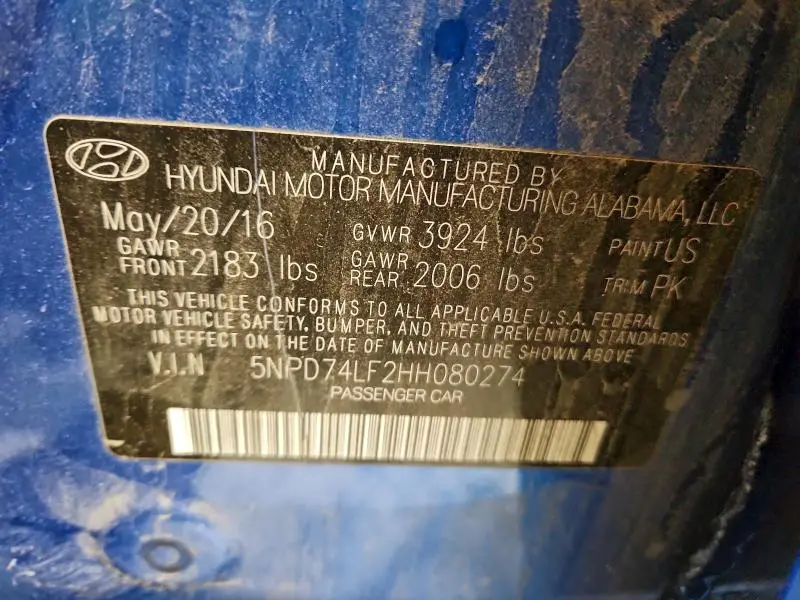 MANUFACTURED BY
HYUNDAI MOTOR MANUFACTURING ALABAMA, LLC
May/20/16 GVWR 3924 lbs PAINT US
GAWR FRONT 2183 lbs GAWR REAR 2006 lbs TRIM PK
THIS VEHICLE CONFORMS TO ALL APPLICABLE U.S.A. FEDERAL
MOTOR VEHICLE SAFETY, BUMPER, AND THEFT PREVENTION STANDARDS
IN EFFECT ON THE DATE OF MANUFACTURE SHOWN ABOVE
V.I.N 5NPD74LF2HH080274
PASSENGER CAR